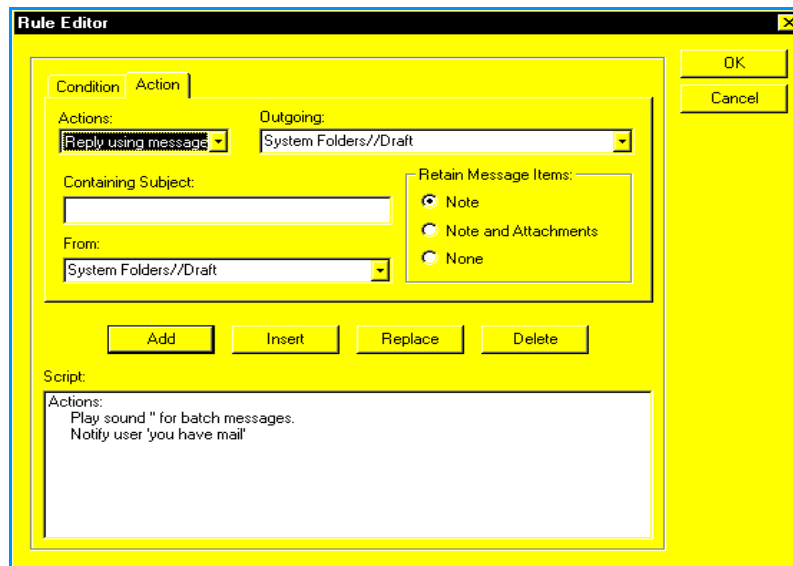 Rule Editor
OK
Cancel
Condition Action
Actions:
Reply using message
Outgoing:
System Folders//Draft
Containing Subject:
From:
System Folders//Draft
Retain Message Items:
Note
Note and Attachments
None
Add Insert Replace Delete
Script:
Actions:
Play sound '' for batch messages.
Notify user 'you have mail'